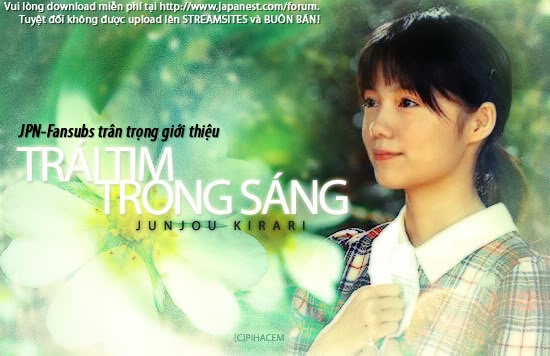 Vui lòng download miễn phí tại http://www.japanest.com/forum.
Tuyệt đối không được upload lên STREAMSITES và BUÔN BÁN!
JPN-Fansubs trân trọng giới thiệu
TRÁI TIM
TRONG SÁNG
JUNJOU KIRARI
[C]PIHACEM